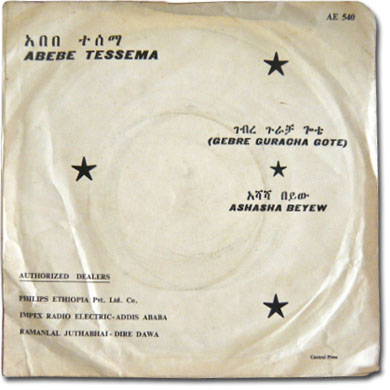 AE 540
አበበ ተሰማ
ABEBE TESSEMA
ገብረ ጉራቻ ጐቴ
(GEBRE GURACHA GOTE)
አሻሻ በያው
ASHASHA BEYEW
AUTHORIZED DEALERS
PHILIPS ETHIOPIA Pvt. Ltd. Co.
IMPEX RADIO ELECTRIC - ADDIS ABABA
RAMANLAL JUTHABHAI - DIRE DAWA
Central Press